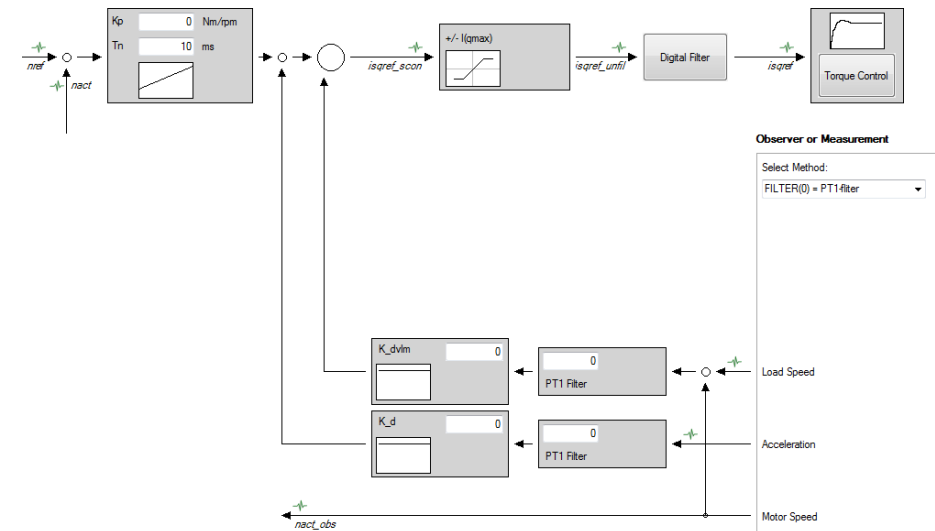 Kp 0 Nm/rpm
Tn 10 ms
nref
nact
isqref_scon
+/- I(qmax)
isqref_unfil
Digital Filter
isqref
Torque Control
Observer or Measurement
Select Method:
FILTER(0) = PT1-filter
K_dvlm 0
0
PT1 Filter
Load Speed
K_d 0
0
PT1 Filter
Acceleration
nact_obs
Motor Speed